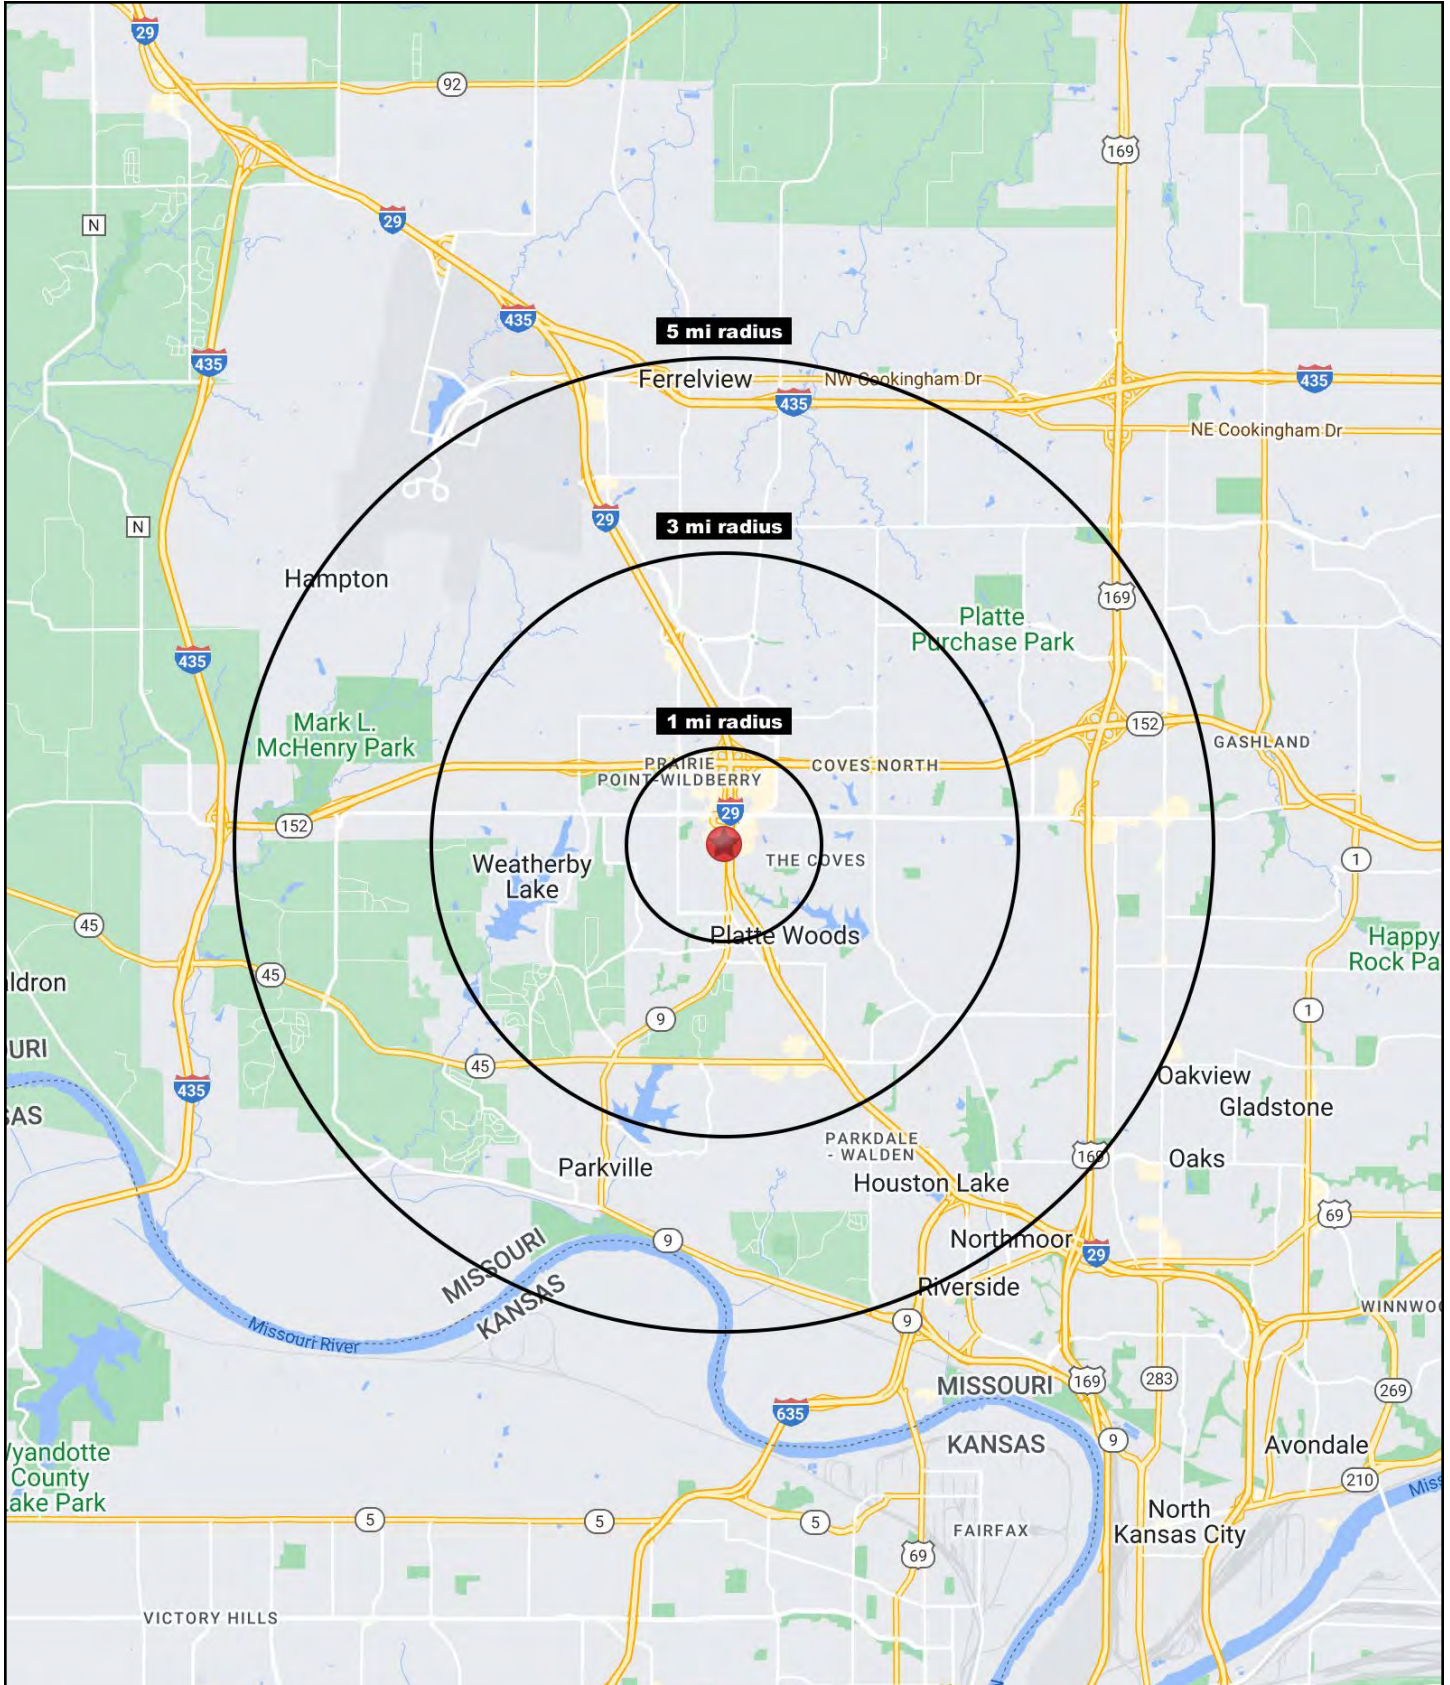 29
92
169
N
29
435
5 mi radius
435
Ferrelview
NW Cookingham Dr
435
435
NE Cookingham Dr
29
3 mi radius
N
Hampton
169
Platte
Purchase Park
435
1 mi radius
Mark L.
McHenry Park
152
GASHLAND
PRAIRIE
POINT-WILDBERRY
COVES NORTH
29
152
Weatherby
Lake
THE COVES
1
45
Platte Woods
Happy
Rock Pa
45
ldron
9
1
URI
45
435
Oakview
SAS
Gladstone
PARKDALE
- WALDEN
169
Oaks
Parkville
Houston Lake
69
MISSOURI
9
Northmoor
29
KANSAS
Riverside
WINNWOO
Missouri River
9
MISSOURI
169
283
269
635
KANSAS
9
Avondale
yandotte
County
Lake Park
210
Miss
5
5
5
North
Kansas City
FAIRFAX
69
VICTORY HILLS